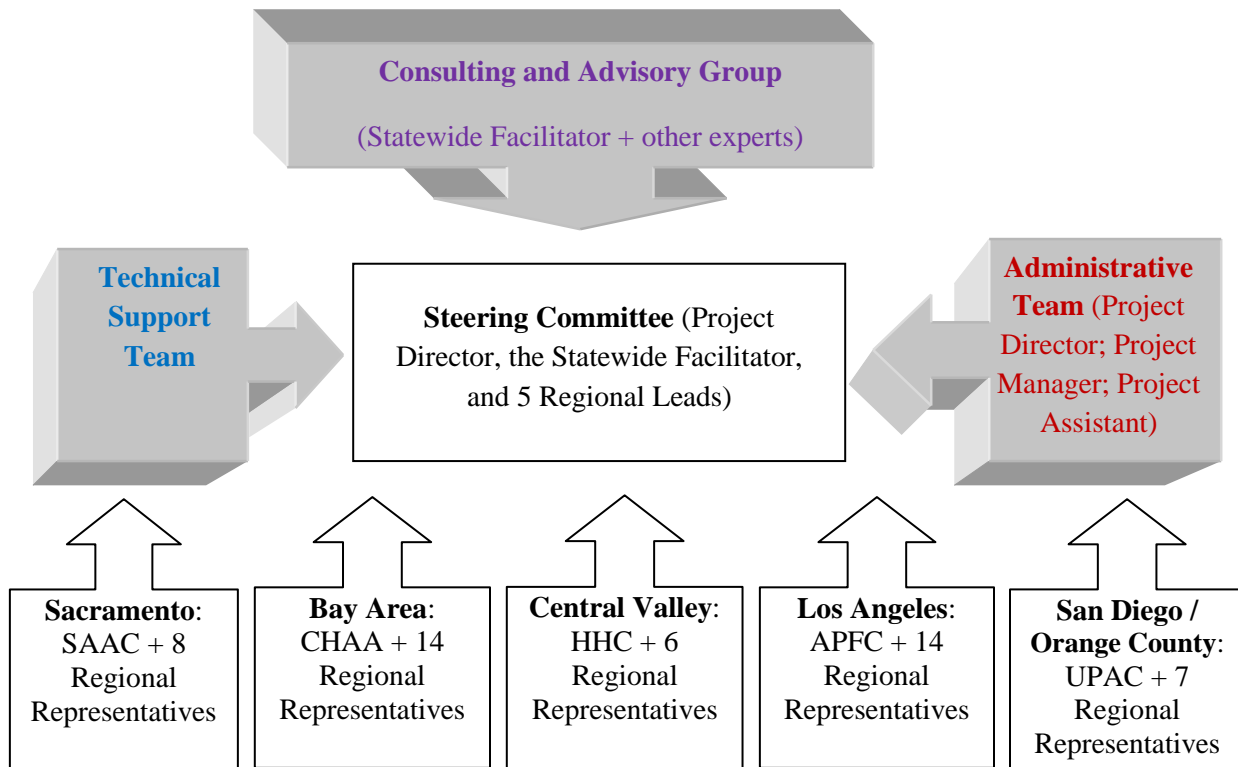 Consulting and Advisory Group
(Statewide Facilitator + other experts)
Technical
Support
Team
Steering Committee (Project
Director, the Statewide Facilitator,
and 5 Regional Leads)
Administrative
Team (Project
Director; Project
Manager; Project
Assistant)
Sacramento:
SAAC + 8
Regional
Representatives
Bay Area:
CHAA + 14
Regional
Representatives
Central Valley:
HHC + 6
Regional
Representatives
Los Angeles:
APFC + 14
Regional
Representatives
San Diego /
Orange County:
UPAC + 7
Regional
Representatives